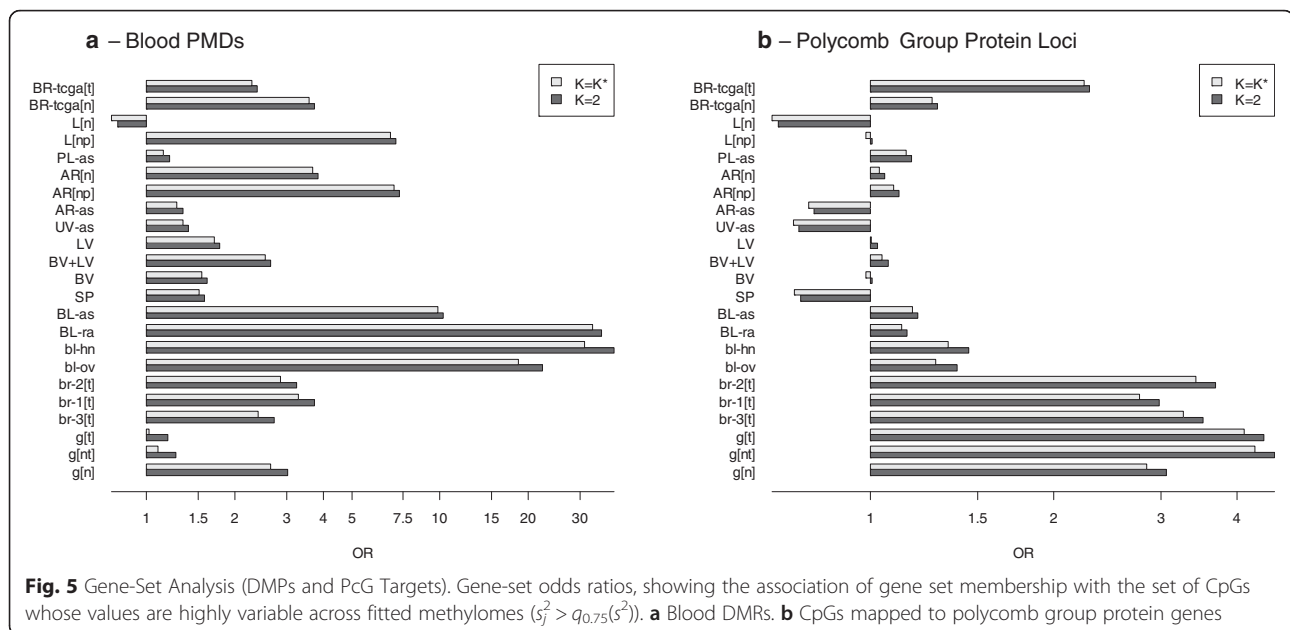 a – Blood PMDs
K=K*
K=2
BR-tcga[t]
BR-tcga[n]
L[n]
L[np]
PL-as
AR[n]
AR[np]
AR-as
UV-as
LV
BV+LV
BV
SP
BL-as
BL-ra
bl-hn
bl-ov
br-2[t]
br-1[t]
br-3[t]
g[t]
g[nt]
g[n]
1 1.5 2 3 4 5 7.5 10 15 20 30
OR
b – Polycomb Group Protein Loci
K=K*
K=2
BR-tcga[t]
BR-tcga[n]
L[n]
L[np]
PL-as
AR[n]
AR[np]
AR-as
UV-as
LV
BV+LV
BV
SP
BL-as
BL-ra
bl-hn
bl-ov
br-2[t]
br-1[t]
br-3[t]
g[t]
g[nt]
g[n]
1 1.5 2 3 4
OR
Fig. 5 Gene-Set Analysis (DMPs and PcG Targets). Gene-set odds ratios, showing the association of gene set membership with the set of CpGs
whose values are highly variable across fitted methylomes (s²ⱼ > q₀.₇₅(s²)). a Blood DMRs. b CpGs mapped to polycomb group protein genes